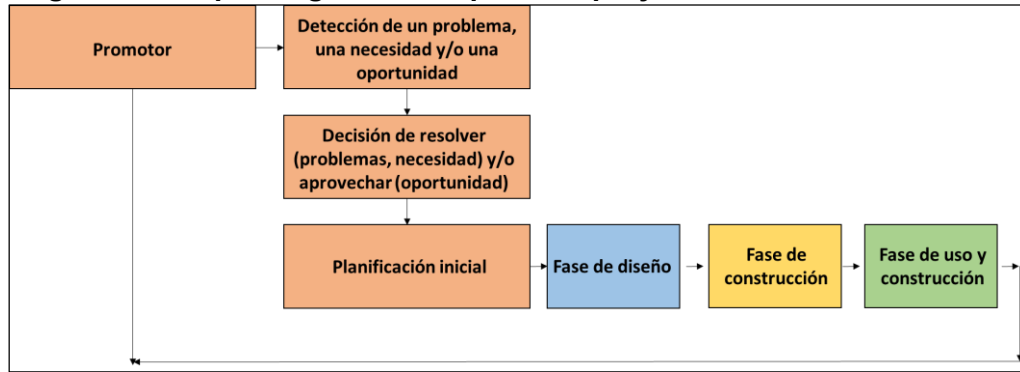 Promotor
Detección de un problema,
una necesidad y/o una
oportunidad
Decisión de resolver
(problemas, necesidad) y/o
aprovechar (oportunidad)
Planificación inicial
Fase de diseño
Fase de
construcción
Fase de uso y
construcción